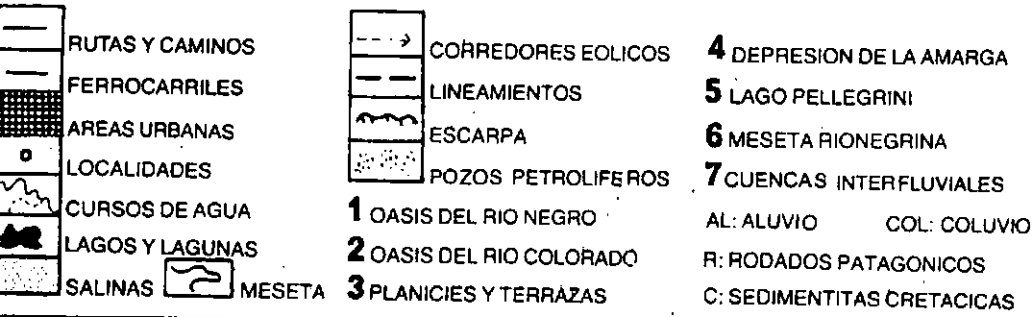 RUTAS Y CAMINOS
FERROCARRILES
AREAS URBANAS
LOCALIDADES
CURSOS DE AGUA
LAGOS Y LAGUNAS
SALINAS MESETA
CORREDORES EOLICOS
LINEAMIENTOS
ESCARPA
POZOS PETROLIFEROS
1 OASIS DEL RIO NEGRO
2 OASIS DEL RIO COLORADO
3 PLANICIES Y TERRAZAS
4 DEPRESION DE LA AMARGA
5 LAGO PELLEGRINI
6 MESETA RIONEGRINA
7 CUENCAS INTERFLUVIALES
AL: ALUVIO COL: COLUVIO
R: RODADOS PATAGONICOS
C: SEDIMENTITAS CRETACICAS